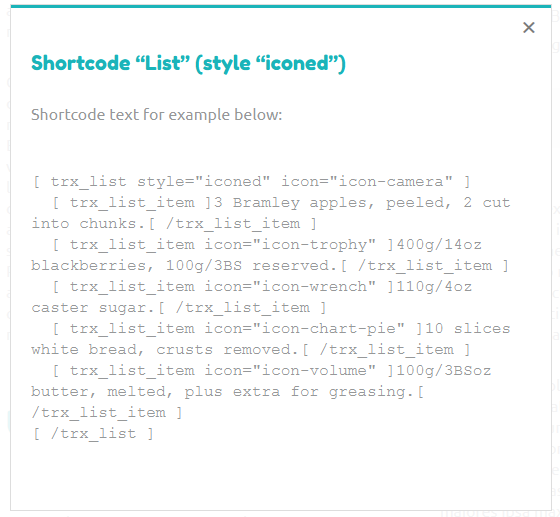 ×
Shortcode “List” (style “iconed”)
Shortcode text for example below:
[ trx_list style="iconed" icon="icon-camera" ]
[ trx_list_item ]3 Bramley apples, peeled, 2 cut
into chunks.[ /trx_list_item ]
[ trx_list_item icon="icon-trophy" ]400g/14oz
blackberries, 100g/3BS reserved.[ /trx_list_item ]
[ trx_list_item icon="icon-wrench" ]110g/4oz
caster sugar.[ /trx_list_item ]
[ trx_list_item icon="icon-chart-pie" ]10 slices
white bread, crusts removed.[ /trx_list_item ]
[ trx_list_item icon="icon-volume" ]100g/3BSoz
butter, melted, plus extra for greasing.[
/trx_list_item ]
[ /trx_list ]